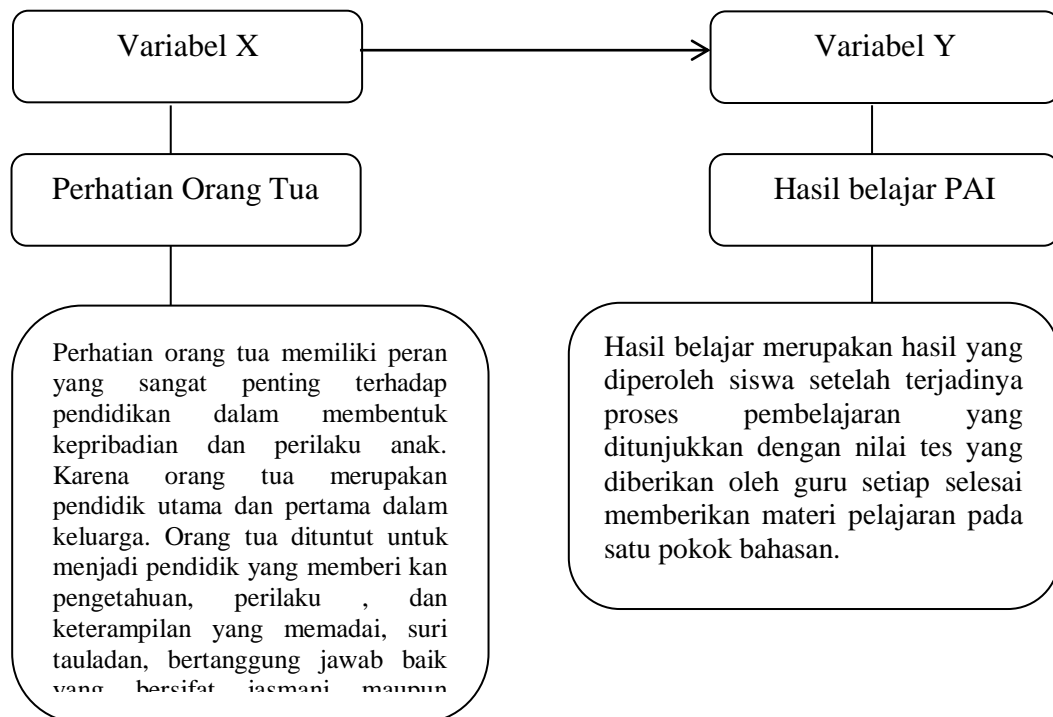 Variabel X
Variabel Y
Perhatian Orang Tua
Hasil belajar PAI
Perhatian orang tua memiliki peran
yang sangat penting terhadap
pendidikan dalam membentuk
kepribadian dan perilaku anak.
Karena orang tua merupakan
pendidik utama dan pertama dalam
keluarga. Orang tua dituntut untuk
menjadi pendidik yang memberi kan
pengetahuan, perilaku , dan
keterampilan yang memadai, suri
tauladan, bertanggung jawab baik
yang bersifat jasmani maupun
Hasil belajar merupakan hasil yang
diperoleh siswa setelah terjadinya
proses pembelajaran yang
ditunjukkan dengan nilai tes yang
diberikan oleh guru setiap selesai
memberikan materi pelajaran pada
satu pokok bahasan.